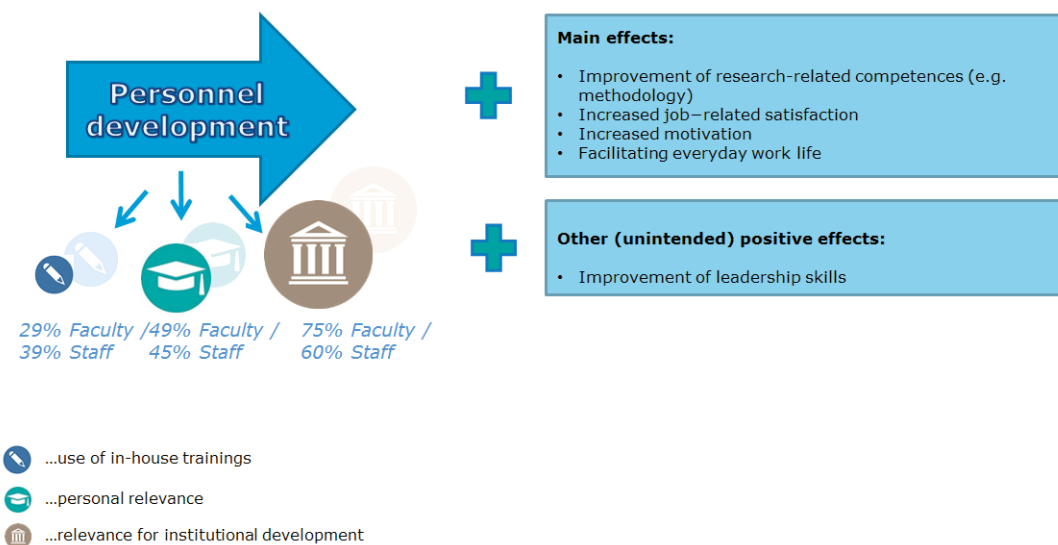 Personnel
development
Main effects:
• Improvement of research-related competences (e.g.
methodology)
• Increased job−related satisfaction
• Increased motivation
• Facilitating everyday work life
Other (unintended) positive effects:
• Improvement of leadership skills
29% Faculty /
39% Staff
49% Faculty /
45% Staff
75% Faculty /
60% Staff
...use of in-house trainings
...personal relevance
...relevance for institutional development